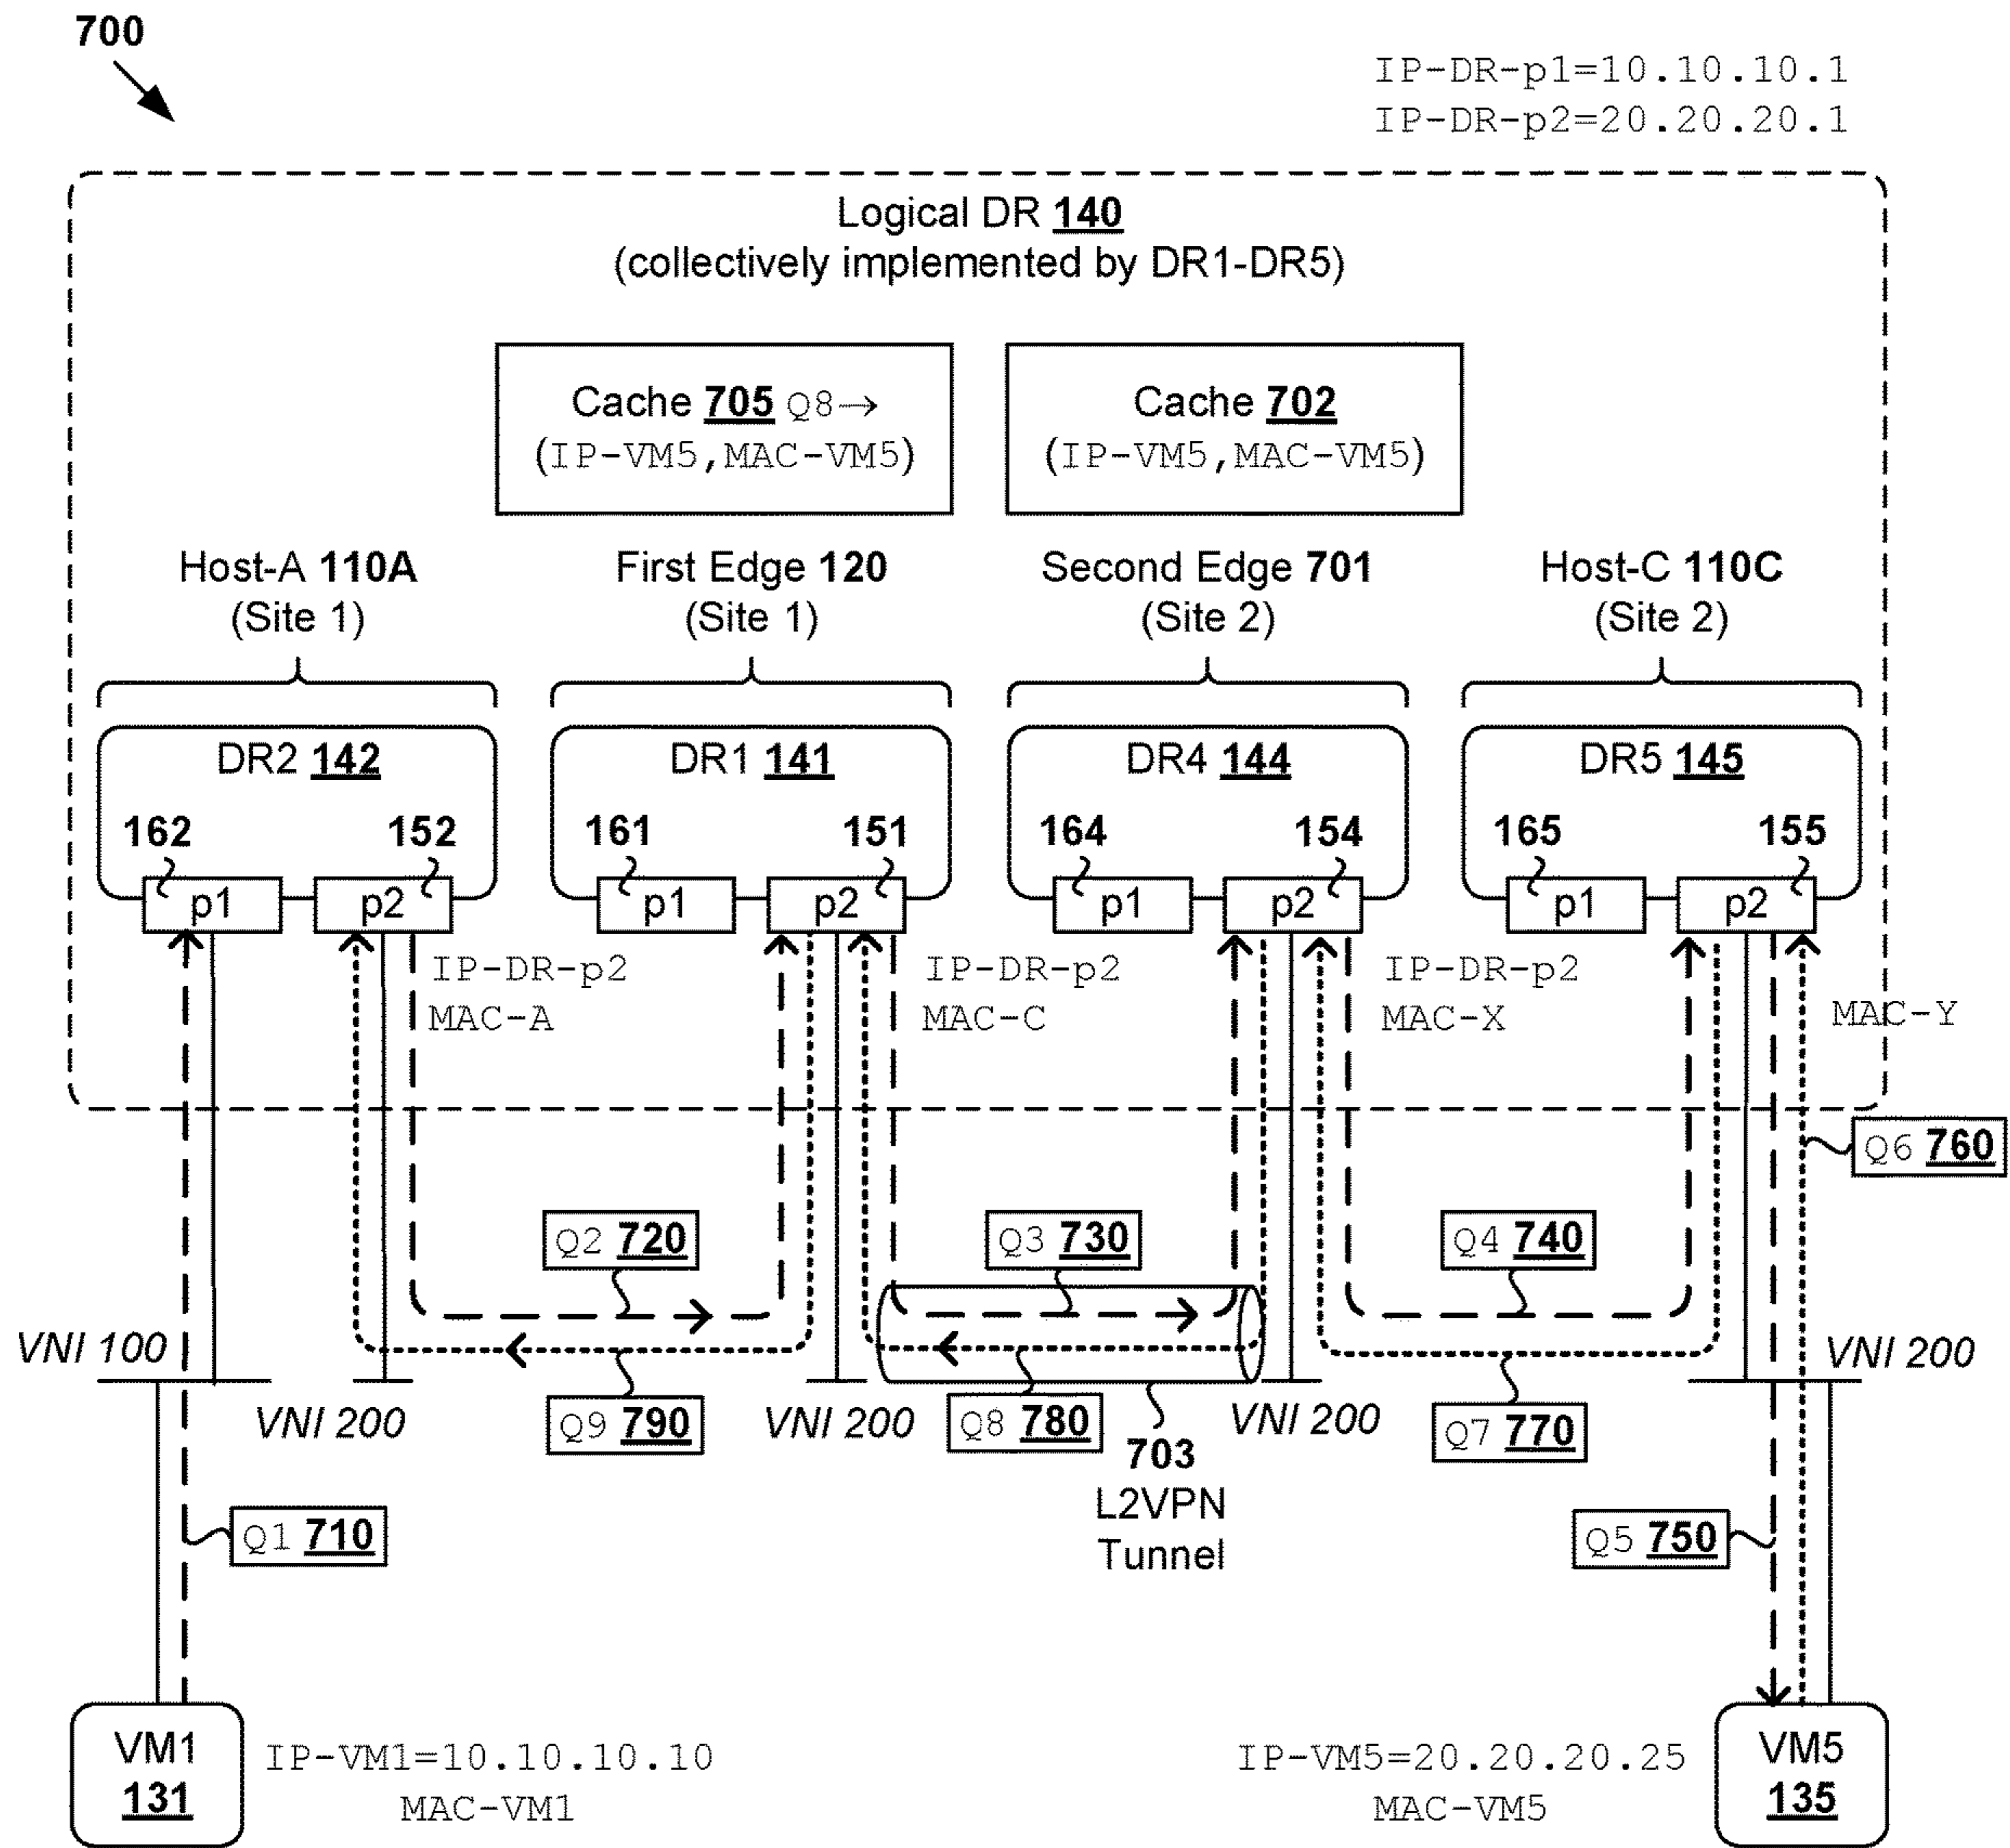 700
IP-DR-p1=10.10.10.1
IP-DR-p2=20.20.20.1
Logical DR 140
(collectively implemented by DR1-DR5)
Cache 705 Q8→
(IP-VM5,MAC-VM5)
Cache 702
(IP-VM5,MAC-VM5)
Host-A 110A
(Site 1)
First Edge 120
(Site 1)
Second Edge 701
(Site 2)
Host-C 110C
(Site 2)
DR2 142
DR1 141
DR4 144
DR5 145
162
152
161
151
164
154
165
155
p1
p2
p1
p2
p1
p2
p1
p2
IP-DR-p2
MAC-A
IP-DR-p2
MAC-C
IP-DR-p2
MAC-X
MAC-Y
Q6 760
Q2 720
Q3 730
Q4 740
VNI 100
VNI 200
VNI 200
VNI 200
VNI 200
Q9 790
Q8 780
Q7 770
703
L2VPN
Tunnel
Q1 710
Q5 750
VM1
131
IP-VM1=10.10.10.10
MAC-VM1
IP-VM5=20.20.20.25
MAC-VM5
VM5
135